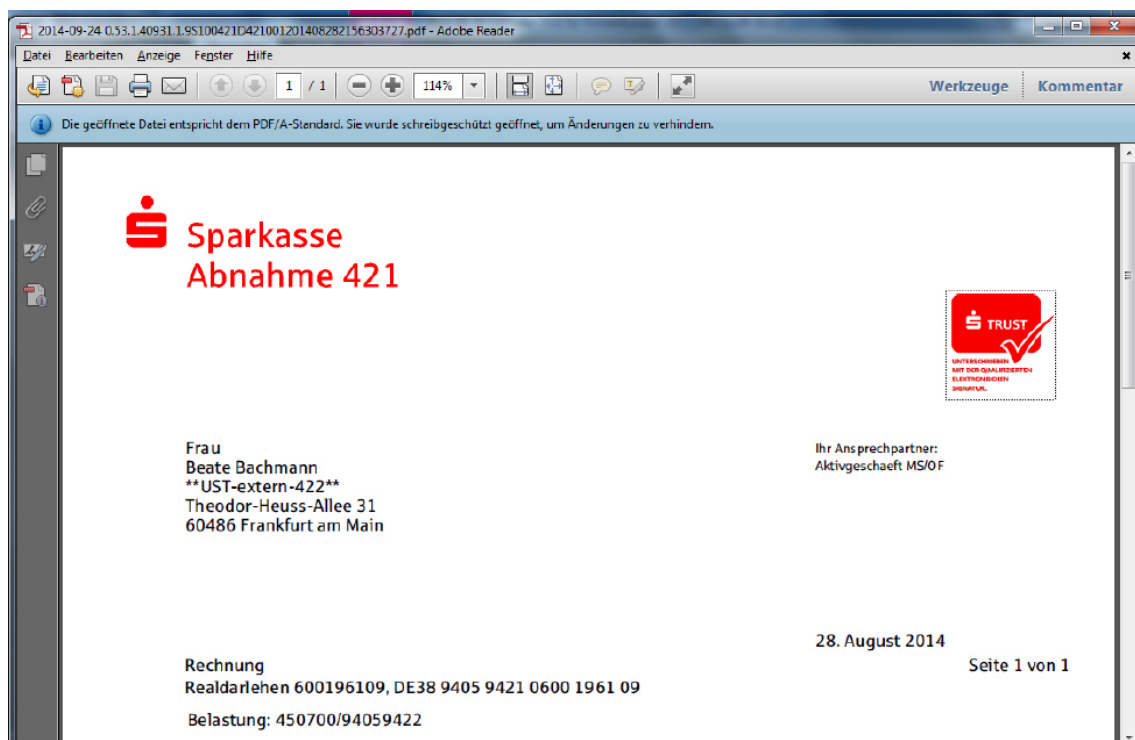 2014-09-24 0.53.1.40931.1.9S100421D421001201408282156303727.pdf - Adobe Reader
Datei Bearbeiten Anzeige Fenster Hilfe
1 / 1 114% Werkzeuge Kommentar
Die geöffnete Datei entspricht dem PDF/A-Standard. Sie wurde schreibgeschützt geöffnet, um Änderungen zu verhindern.
Sparkasse
Abnahme 421
TRUST
UNTERSCHRIEBEN
MIT DER QUALIFIZIERTEN
ELEKTRONISCHEN
SIGNATUR.
Frau
Beate Bachmann
**UST-extern-422**
Theodor-Heuss-Allee 31
60486 Frankfurt am Main
Ihr Ansprechpartner:
Aktivgeschaeft MS/OF
28. August 2014
Rechnung Seite 1 von 1
Realdarlehen 600196109, DE38 9405 9421 0600 1961 09
Belastung: 450700/94059422